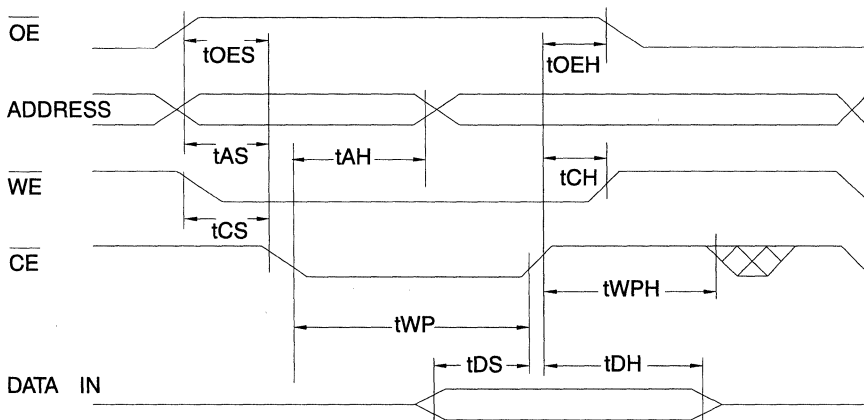 OE
tOES
tOEH
ADDRESS
tAS
tAH
tCH
WE
tCS
CE
tWPH
tWP
tDS
tDH
DATA IN